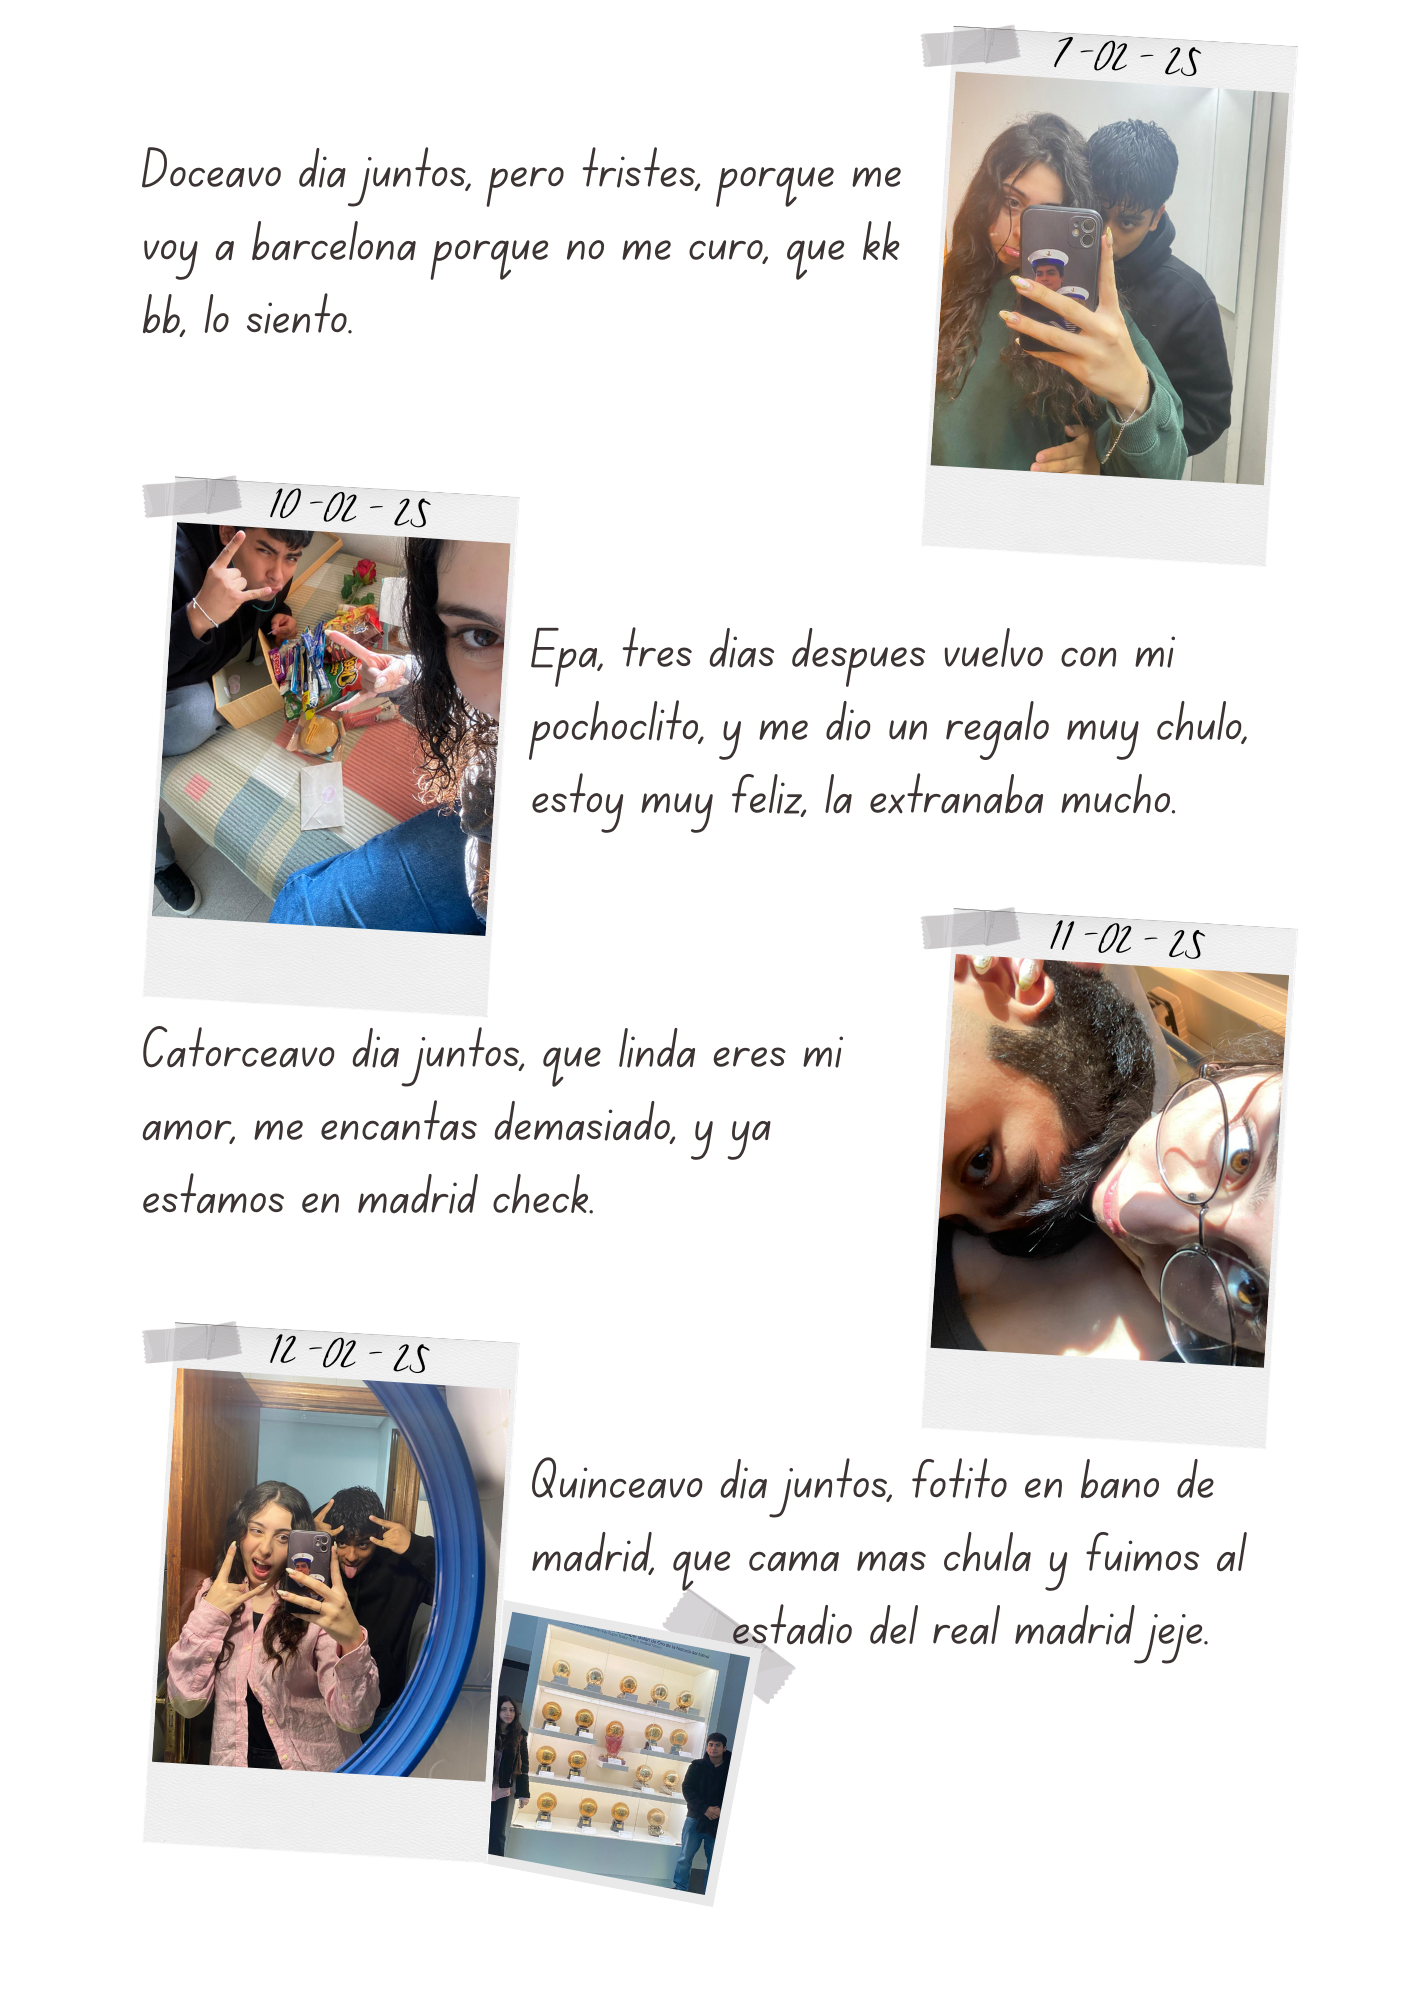 7-02-25
Doceavo dia juntos, pero tristes, porque me
voy a barcelona porque no me curo, que kk
bb, lo siento.
10-02-25
Epa, tres dias despues vuelvo con mi
pochoclito, y me dio un regalo muy chulo,
estoy muy feliz, la extranaba mucho.
11-02-25
Catorceavo dia juntos, que linda eres mi
amor, me encantas demasiado, y ya
estamos en madrid check.
12-02-25
Quinceavo dia juntos, fotito en bano de
madrid, que cama mas chula y fuimos al
estadio del real madrid jeje.